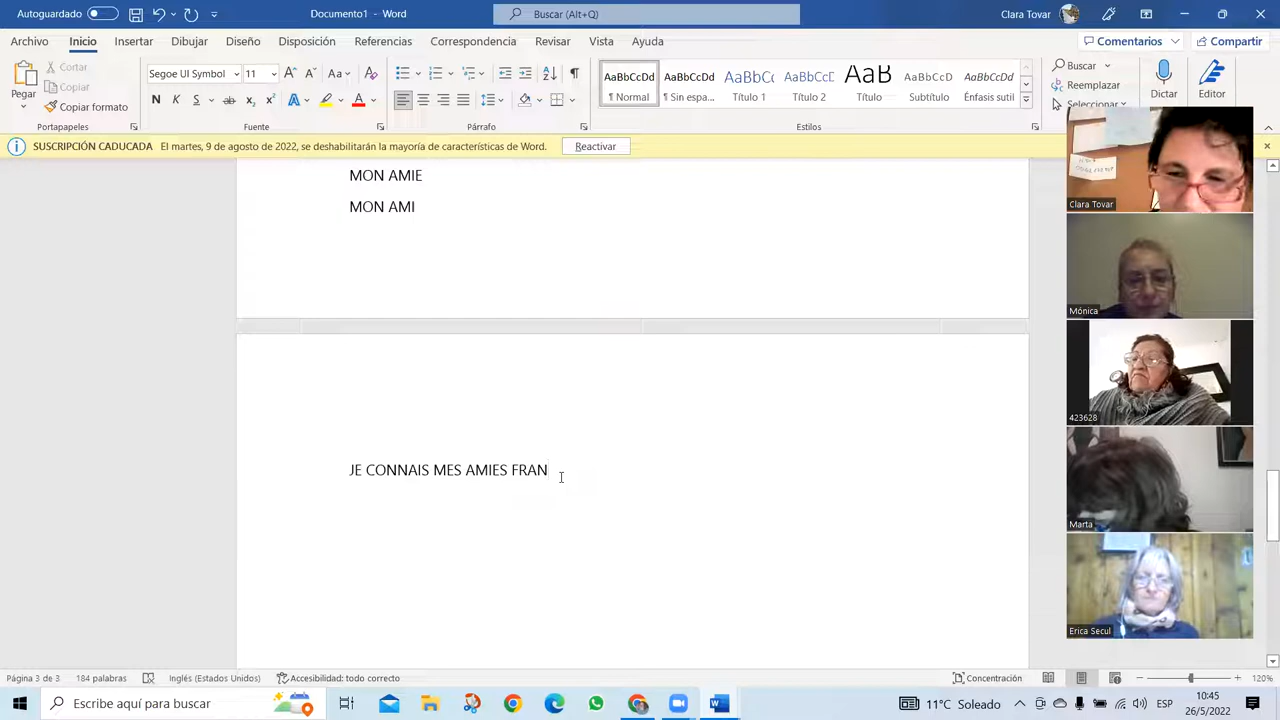 Autoguardado
Documento1 - Word
Buscar (Alt+Q)
Clara Tovar
Archivo
Inicio
Insertar
Dibujar
Diseño
Disposición
Referencias
Correspondencia
Revisar
Vista
Ayuda
Comentarios
Compartir
Pegar
Cortar
Copiar
Copiar formato
Portapapeles
Segoe UI Symbol
11
Fuente
Párrafo
AaBbCcDd
¶ Normal
AaBbCcDd
¶ Sin espa...
AaBbCc
Título 1
AaBbCcD
Título 2
AaB
Título
AaBbCcD
Subtítulo
AaBbCcDd
Énfasis sutil
Estilos
Buscar
Reemplazar
Seleccionar
Dictar
Editor
SUSCRIPCIÓN CADUCADA El martes, 9 de agosto de 2022, se deshabilitarán la mayoría de características de Word.
Reactivar
MON AMIE
MON AMI
JE CONNAIS MES AMIES FRAN
Clara Tovar
Mónica
423628
Marta
Erica Secul
Página 3 de 3
184 palabras
Inglés (Estados Unidos)
Accesibilidad: todo correcto
Concentración
120%
Escribe aquí para buscar
11°C Soleado
ESP
10:45
26/5/2022